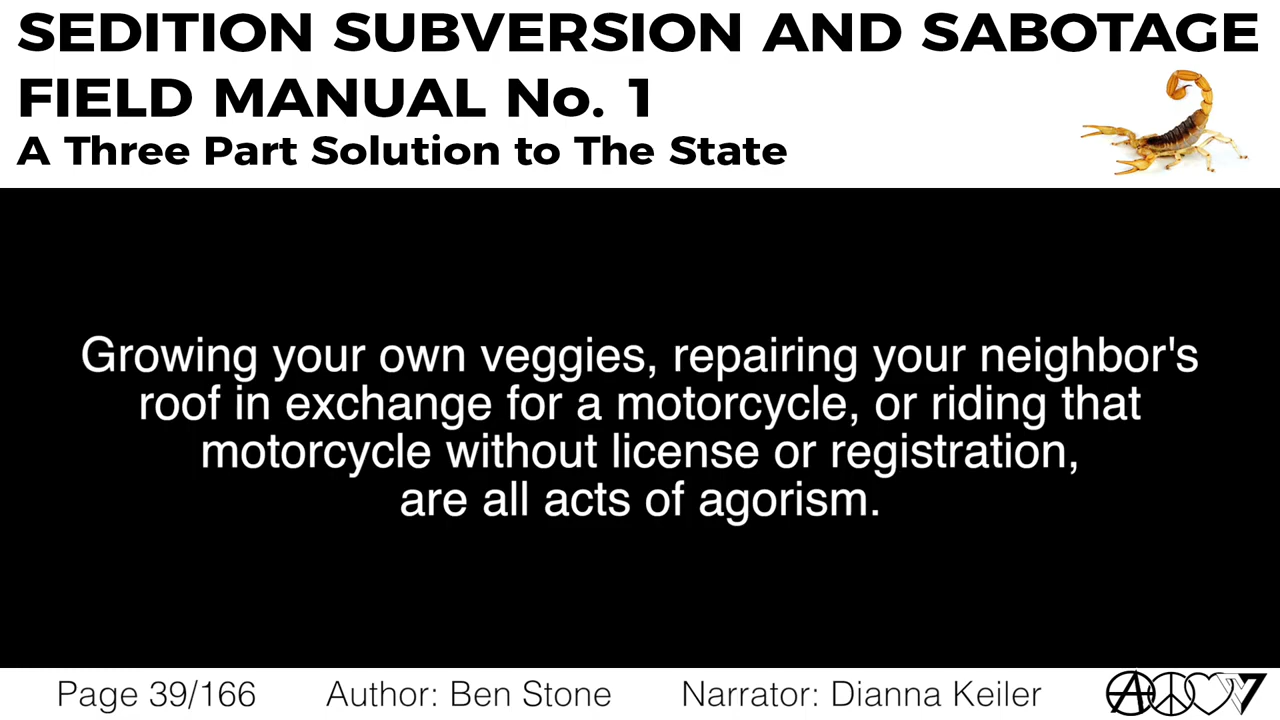 SEDITION SUBVERSION AND SABOTAGE
FIELD MANUAL No. 1
A Three Part Solution to The State
Growing your own veggies, repairing your neighbor's
roof in exchange for a motorcycle, or riding that
motorcycle without license or registration,
are all acts of agorism.
Page 39/166 Author: Ben Stone Narrator: Dianna Keiler